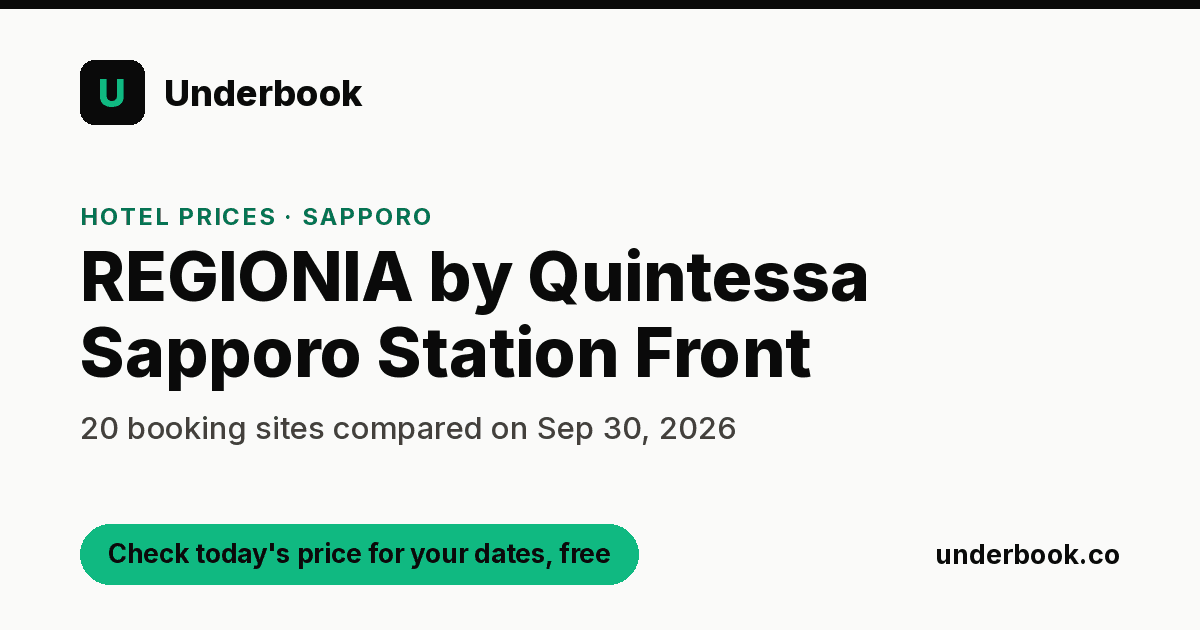 U Underbook
HOTEL PRICES · SAPPORO
REGIONIA by Quintessa
Sapporo Station Front
20 booking sites compared on Sep 30, 2026
Check today's price for your dates, free
underbook.co